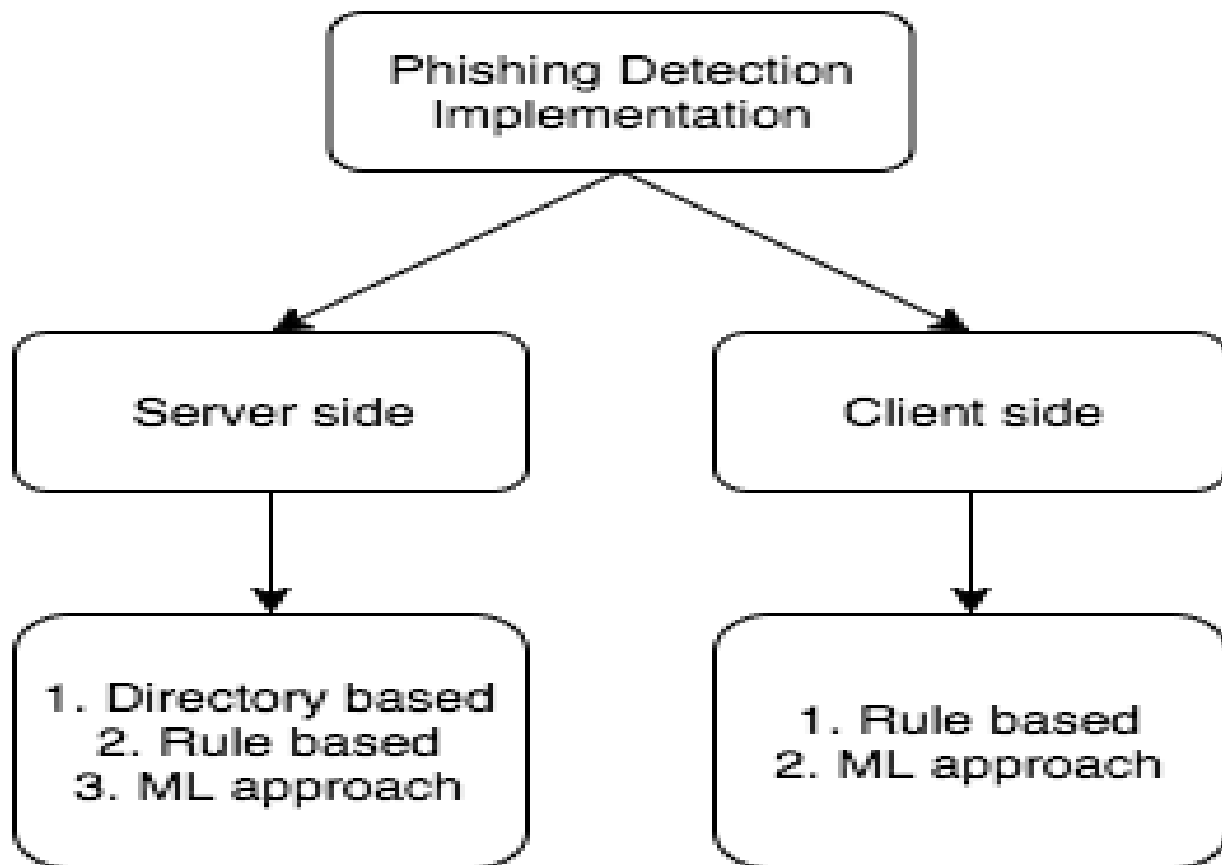 Phishing Detection
Implementation
Server side
Client side
1. Directory based
2. Rule based
3. ML approach
1. Rule based
2. ML approach